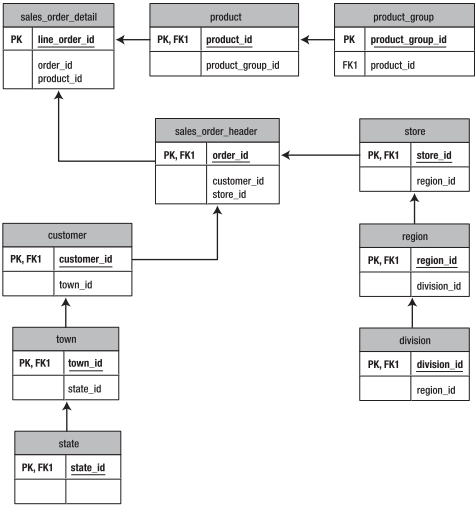 sales_order_detail
PK line_order_id
order_id
product_id
product
PK, FK1 product_id
product_group_id
product_group
PK product_group_id
FK1 product_id
sales_order_header
PK, FK1 order_id
customer_id
store_id
store
PK, FK1 store_id
region_id
customer
PK, FK1 customer_id
town_id
region
PK, FK1 region_id
division_id
town
PK, FK1 town_id
state_id
division
PK, FK1 division_id
region_id
state
PK, FK1 state_id